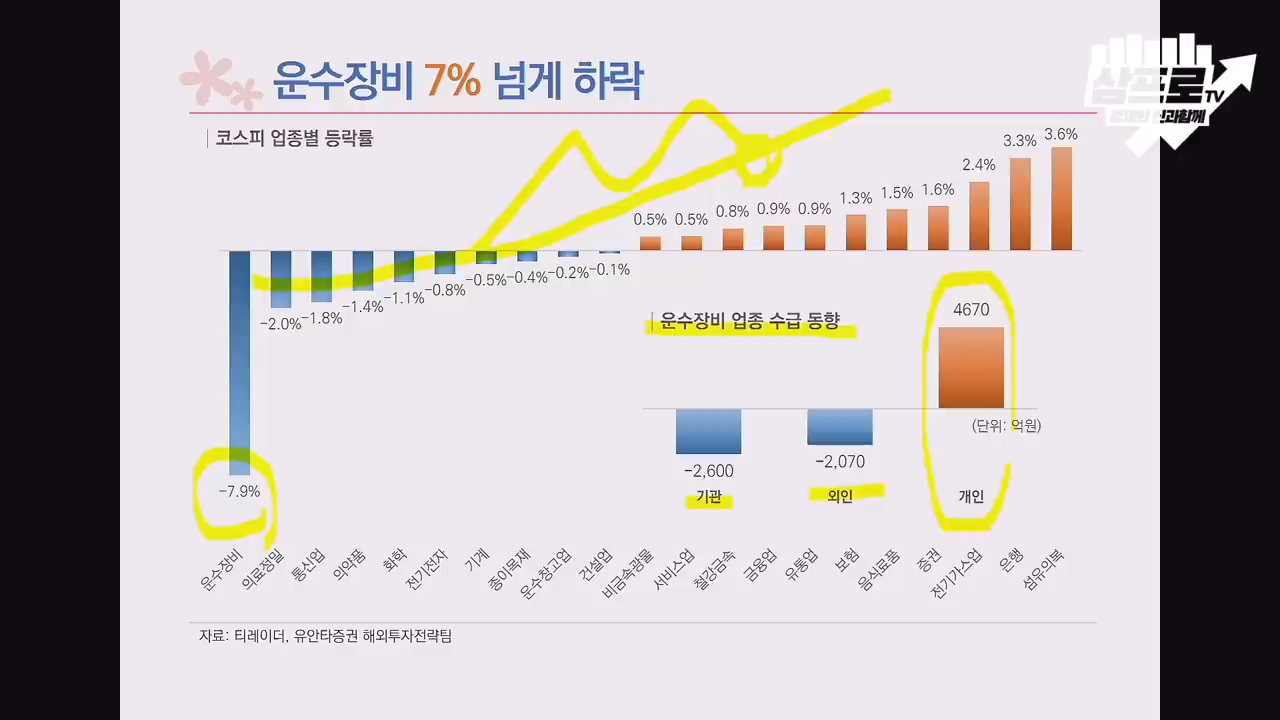 운수장비 7% 넘게 하락
삼프로TV
코스피 업종별 등락률
0.5% 0.5% 0.8% 0.9% 0.9% 1.3% 1.5% 1.6% 2.4% 3.3% 3.6%
-7.9% -2.0% -1.8% -1.4% -1.1% -0.8% -0.5% -0.4% -0.2% -0.1%
운수장비 업종 수급 동향
4670
(단위: 억원)
-2,600 -2,070
기관 외인 개인
운수장비 의료정밀 통신업 의약품 화학 전기전자 기계 종이목재 운수창고업 건설업 비금속광물 서비스업 철강금속 금융업 유통업 보험 음식료품 증권 전기가스업 은행 섬유의복
자료: 티레이더, 유안타증권 해외투자전략팀